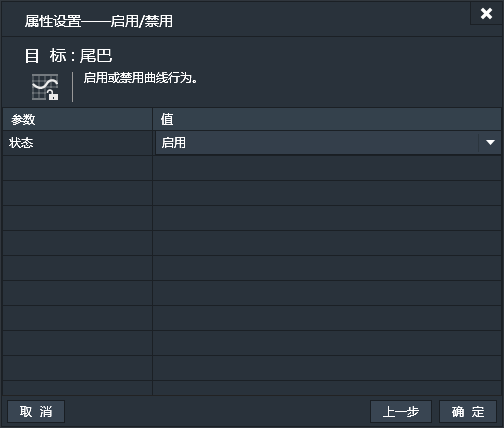 属性设置——启用/禁用
目 标：尾巴
启用或禁用曲线行为。
参数 值
状态 启用
取 消 上一步 确 定